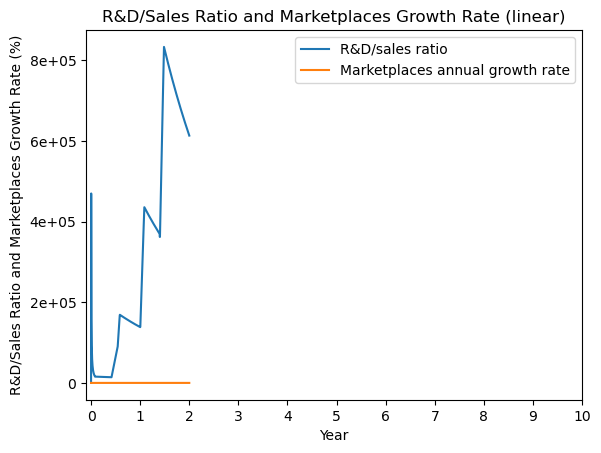 R&D/Sales Ratio and Marketplaces Growth Rate (linear)
R&D/sales ratio
Marketplaces annual growth rate
R&D/Sales Ratio and Marketplaces Growth Rate (%)
8e+05
6e+05
4e+05
2e+05
0
0 1 2 3 4 5 6 7 8 9 10
Year